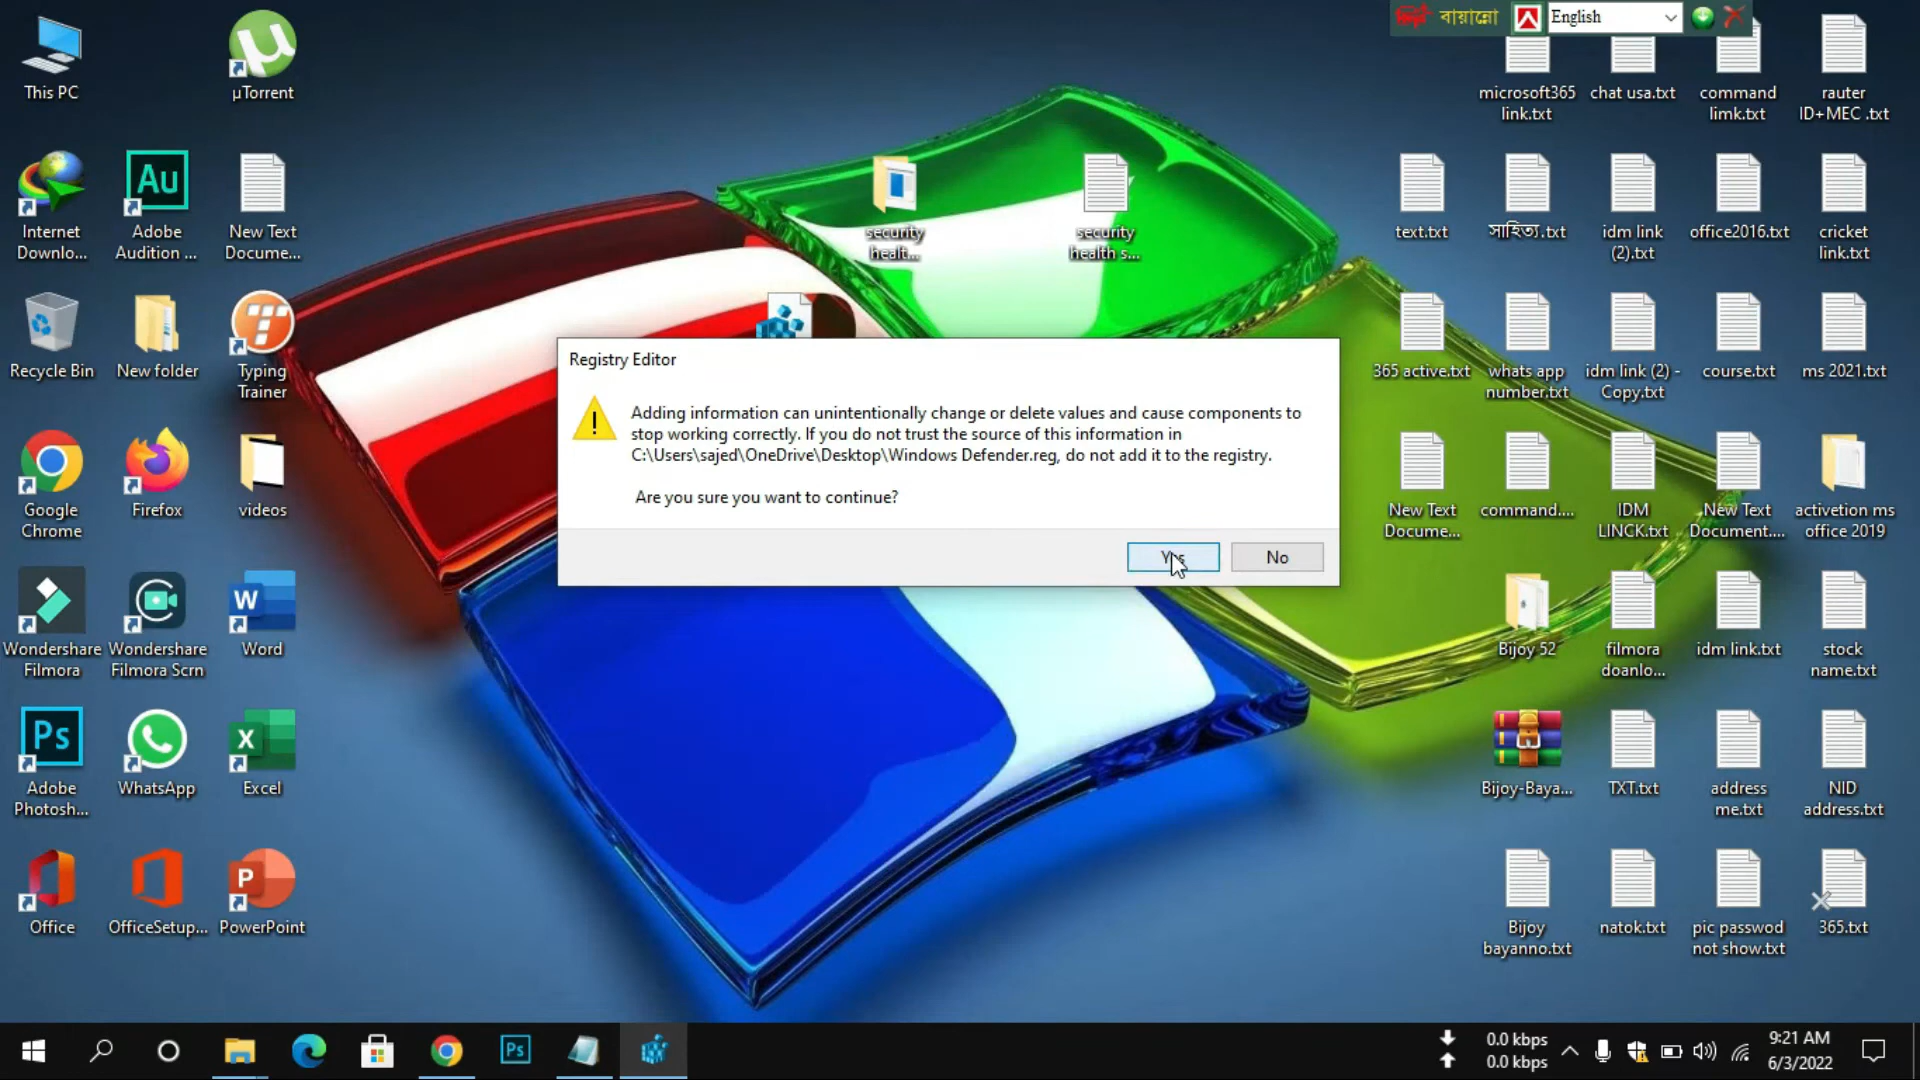 বায়ান্নো
English
This PC
µTorrent
microsoft365
link.txt
chat usa.txt
command
limk.txt
rauter
ID+MEC .txt
Au
Internet
Downlo...
Adobe
Audition ...
New Text
Docume...
security
healt...
security
health s...
text.txt
সাহিত্য.txt
idm link
(2).txt
office2016.txt
cricket
link.txt
Recycle Bin
New folder
Typing
Trainer
365 active.txt
whats app
number.txt
idm link (2) -
Copy.txt
course.txt
ms 2021.txt
Registry Editor
Adding information can unintentionally change or delete values and cause components to
stop working correctly. If you do not trust the source of this information in
C:\Users\sajed\OneDrive\Desktop\Windows Defender.reg, do not add it to the registry.
Are you sure you want to continue?
Yes
No
Google
Chrome
Firefox
videos
New Text
Docume...
command....
IDM
LINCK.txt
New Text
Document....
activetion ms
office 2019
Wondershare
Filmora
Wondershare
Filmora Scrn
W
Word
Bijoy 52
filmora
doanlo...
idm link.txt
stock
name.txt
Ps
Adobe
Photosh...
WhatsApp
X
Excel
Bijoy-Baya...
TXT.txt
address
me.txt
NID
address.txt
Office
OfficeSetup...
P
PowerPoint
Bijoy
bayanno.txt
natok.txt
pic passwod
not show.txt
365.txt
Ps
0.0 kbps
0.0 kbps
9:21 AM
6/3/2022